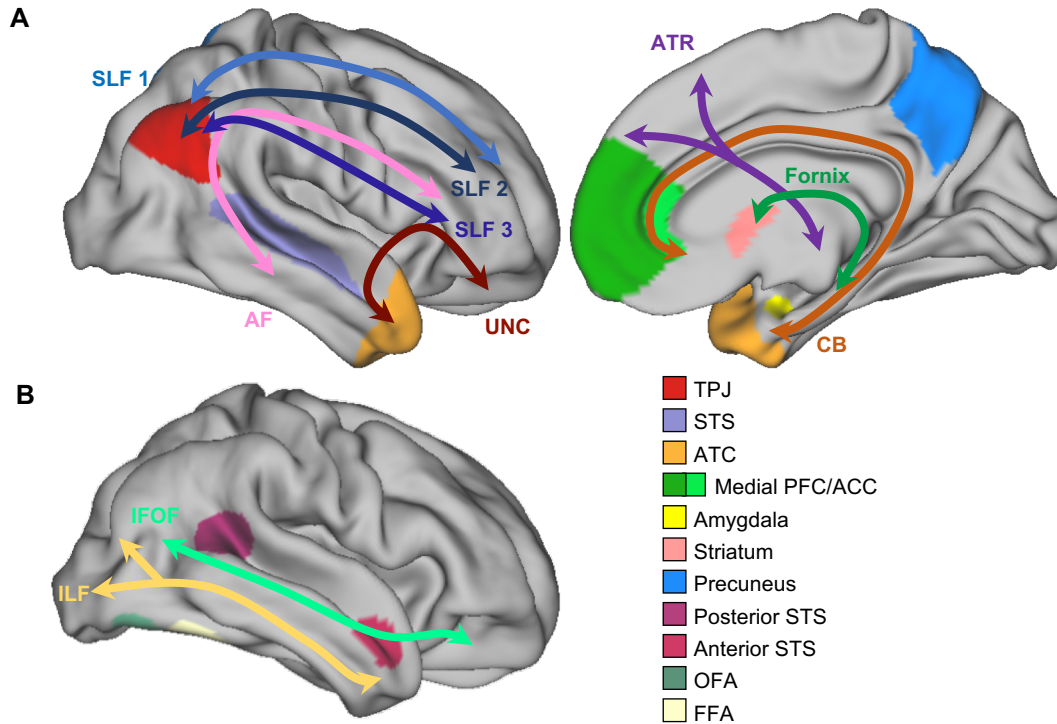 A
SLF 1
SLF 2
SLF 3
AF
UNC
ATR
Fornix
CB
B
IFOF
ILF
TPJ
STS
ATC
Medial PFC/ACC
Amygdala
Striatum
Precuneus
Posterior STS
Anterior STS
OFA
FFA